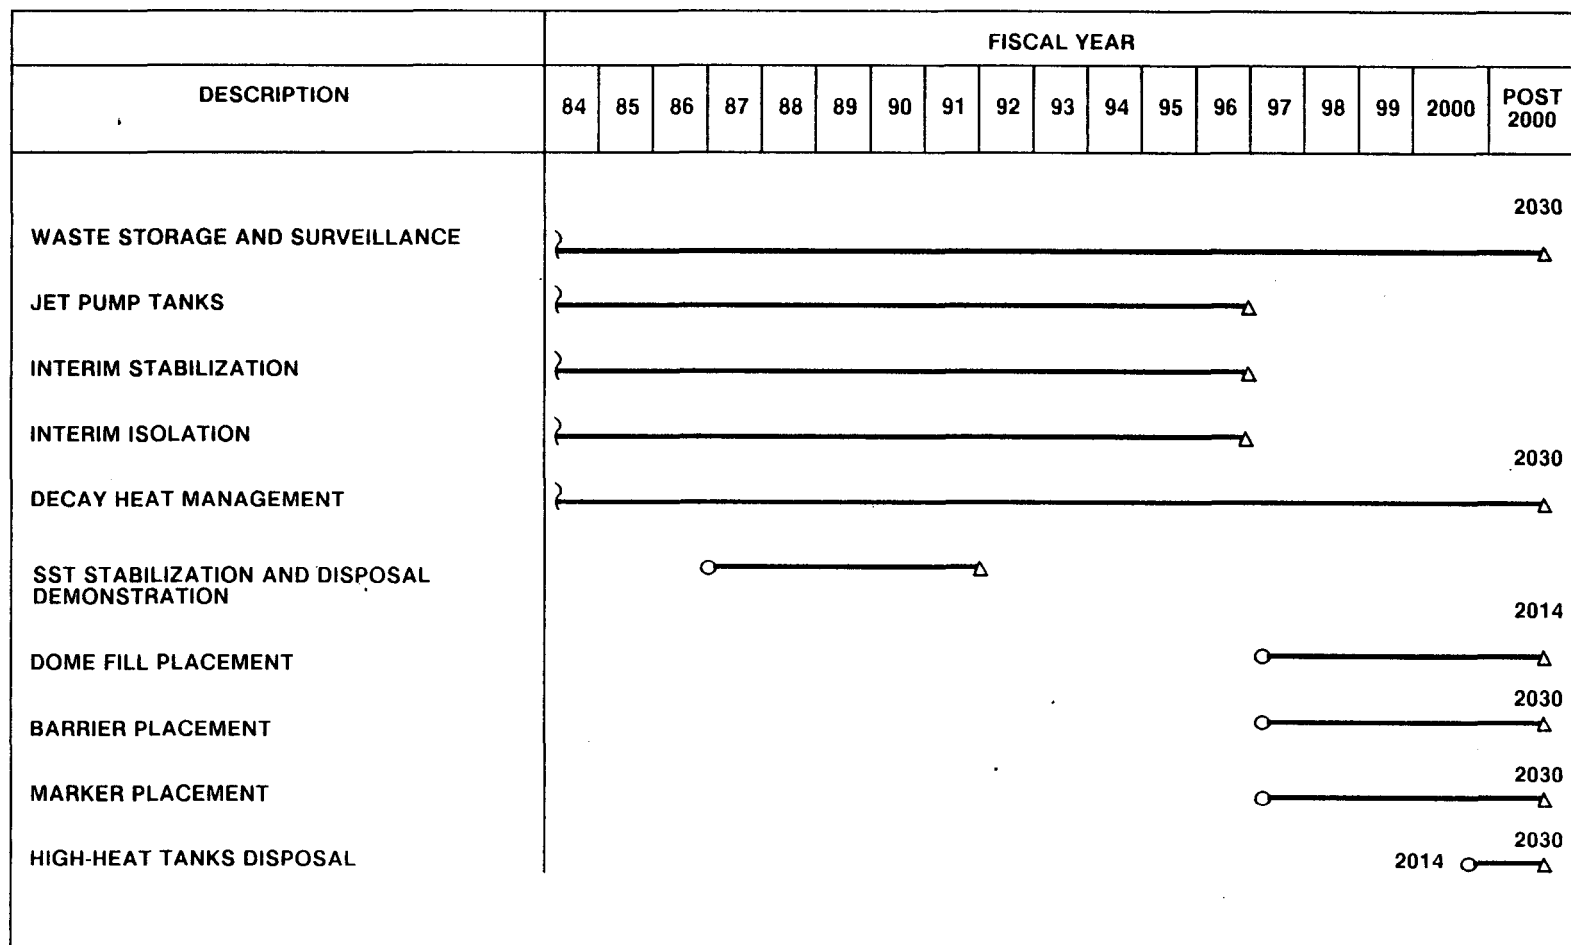 FISCAL YEAR
DESCRIPTION
84 85 86 87 88 89 90 91 92 93 94 95 96 97 98 99 2000 POST 2000
2030
WASTE STORAGE AND SURVEILLANCE
JET PUMP TANKS
INTERIM STABILIZATION
INTERIM ISOLATION
2030
DECAY HEAT MANAGEMENT
SST STABILIZATION AND DISPOSAL
DEMONSTRATION
2014
DOME FILL PLACEMENT
2030
BARRIER PLACEMENT
2030
MARKER PLACEMENT
2030
HIGH-HEAT TANKS DISPOSAL 2014